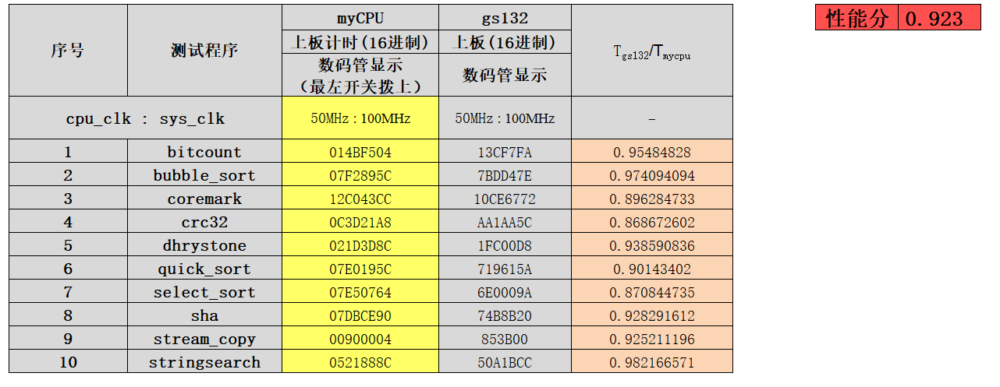 序号 测试程序 myCPU gs132 T gs132/T mycpu 性能分 0.923
上板计时(16进制) 上板(16进制)
数码管显示
（最左开关拨上）
数码管显示
cpu_clk : sys_clk 50MHz : 100MHz 50MHz : 100MHz –
1 bitcount 014BF504 13CF7FA 0.95484828
2 bubble_sort 07F2895C 7BDD47E 0.974094094
3 coremark 12C043CC 10CE6772 0.896284733
4 crc32 0C3D21A8 AA1AA5C 0.868672602
5 dhrystone 021D3D8C 1FC00D8 0.938590836
6 quick_sort 07E0195C 719615A 0.90143402
7 select_sort 07E50764 6E0009A 0.870844735
8 sha 07DBCE90 74B8B20 0.928291612
9 stream_copy 00900004 853B00 0.925211196
10 stringsearch 0521888C 50A1BCC 0.982166571